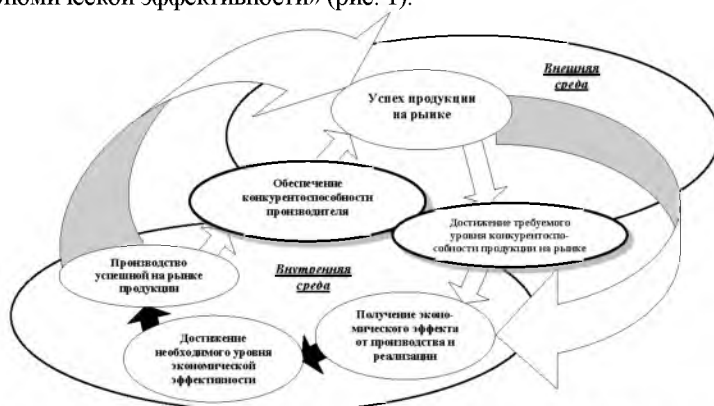 ономической эффективности» (рис. 1).
Внешняя
среда
Успех продукции
на рынке
Обеспечение
конкурентоспособности
производителя
Достижение требуемого
уровня конкурентоспо-
собности продукции на рынке
Производство
успешной на рынке
продукции
Внутренняя
среда
Получение эконо-
мического эффекта
от производства и
реализации
Достижение
необходимого уровня
экономической
эффективности